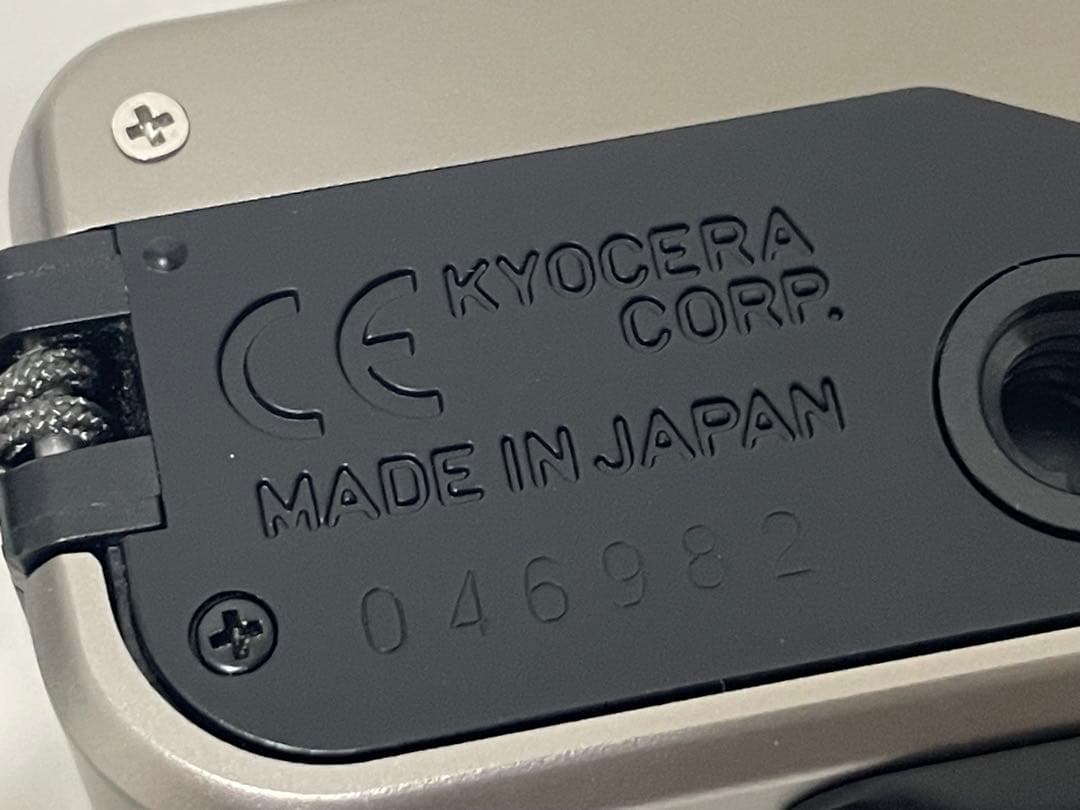 CE KYOCERA
CORP.
MADE IN JAPAN
046982